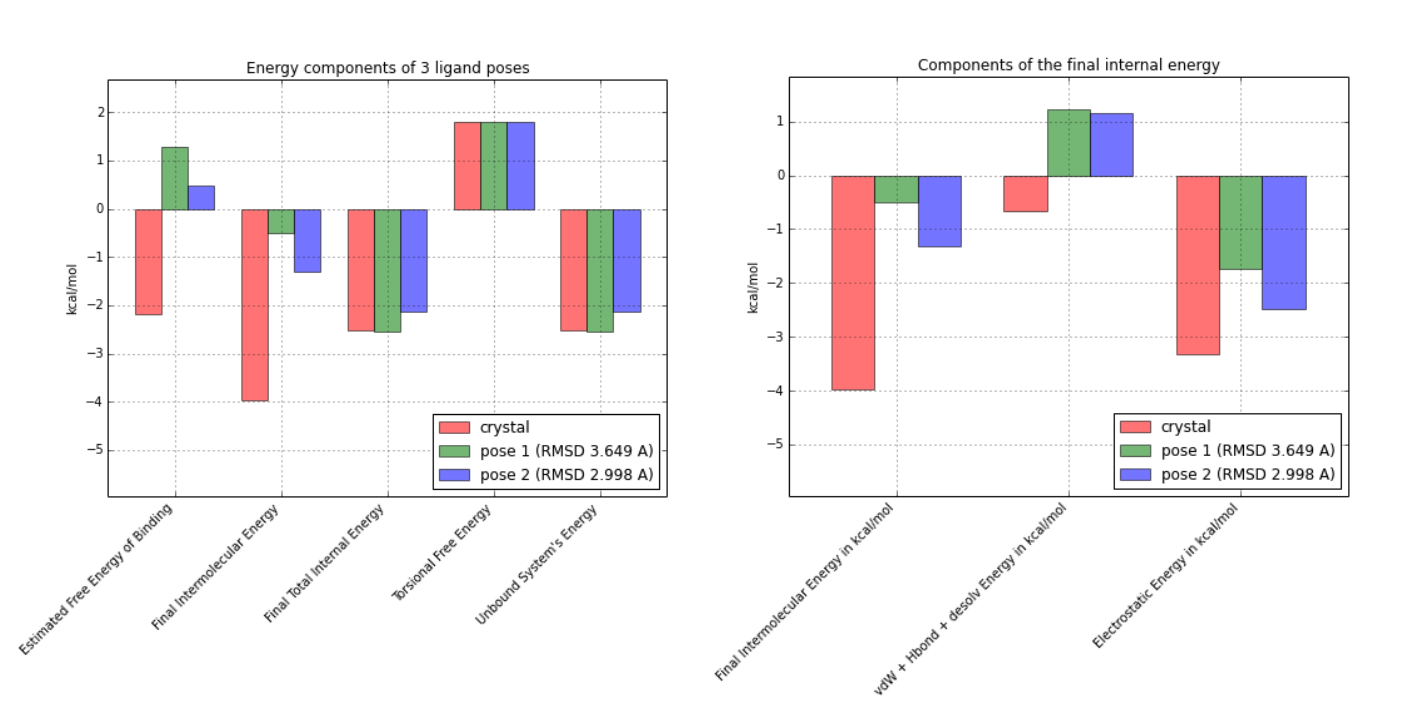 Energy components of 3 ligand poses
2
1
0
−1
−2
−3
−4
−5
kcal/mol
crystal
pose 1 (RMSD 3.649 A)
pose 2 (RMSD 2.998 A)
Estimated Free Energy of Binding
Final Intermolecular Energy
Final Total Internal Energy
Torsional Free Energy
Unbound System's Energy
Components of the final internal energy
1
0
−1
−2
−3
−4
−5
kcal/mol
crystal
pose 1 (RMSD 3.649 A)
pose 2 (RMSD 2.998 A)
Final Intermolecular Energy in kcal/mol
vdW + Hbond + desolv Energy in kcal/mol
Electrostatic Energy in kcal/mol